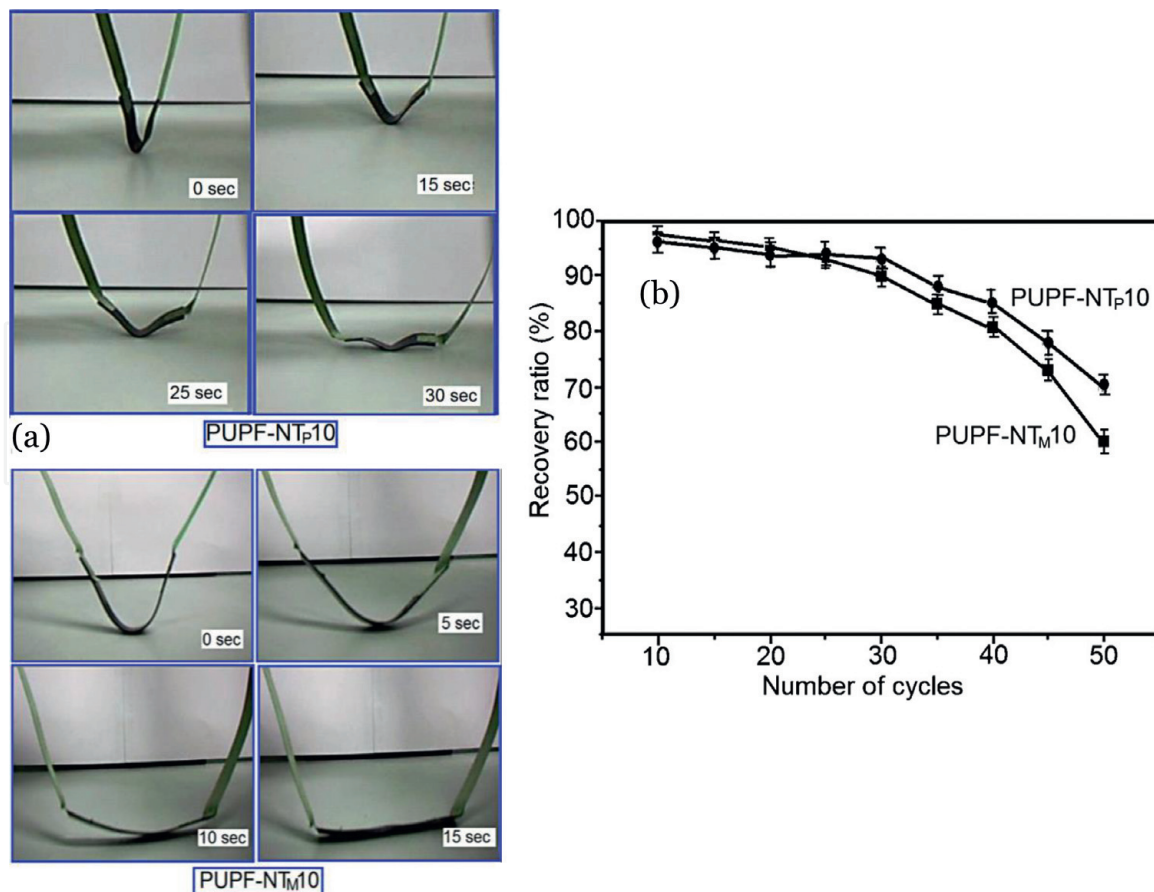 0 sec
15 sec
25 sec
30 sec
(a)
PUPF-NTP10
0 sec
5 sec
10 sec
15 sec
PUPF-NTM10
100
90
80
70
60
50
40
30
Recovery ratio (%)
(b)
PUPF-NTP10
PUPF-NTM10
10 20 30 40 50
Number of cycles